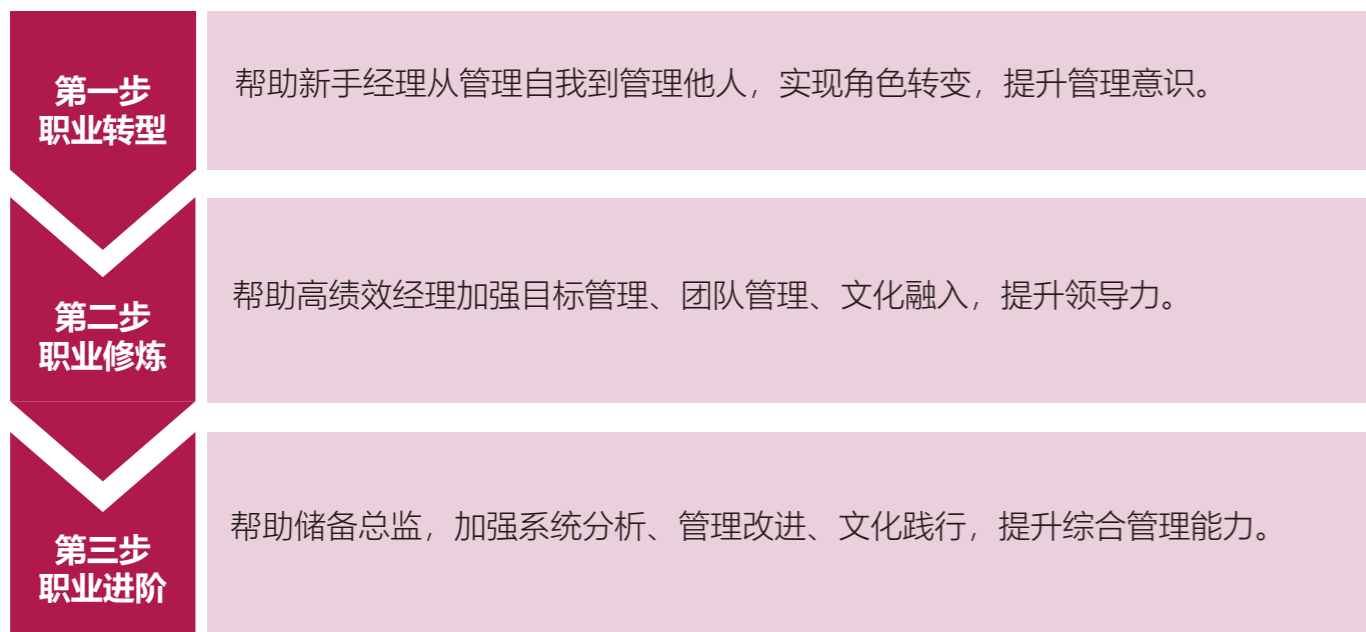 第一步
职业转型
帮助新手经理从管理自我到管理他人，实现角色转变，提升管理意识。
第二步
职业修炼
帮助高绩效经理加强目标管理、团队管理、文化融入，提升领导力。
第三步
职业进阶
帮助储备总监，加强系统分析、管理改进、文化践行，提升综合管理能力。